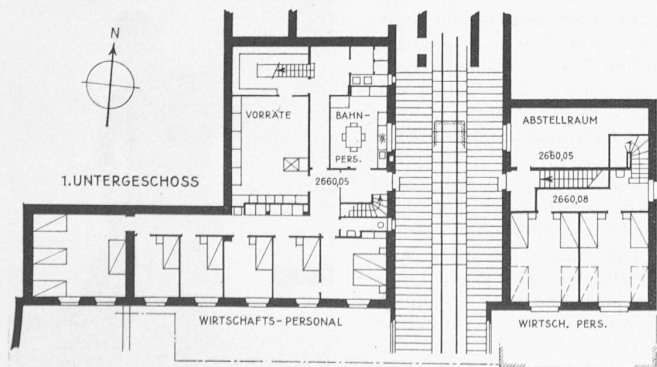 N
VORRÄTE
BAHN-
PERS.
ABSTELLRAUM
2660,05
1.UNTERGESCHOSS
2660,05
2660,08
WIRTSCHAFTS-PERSONAL
WIRTSCH. PERS.